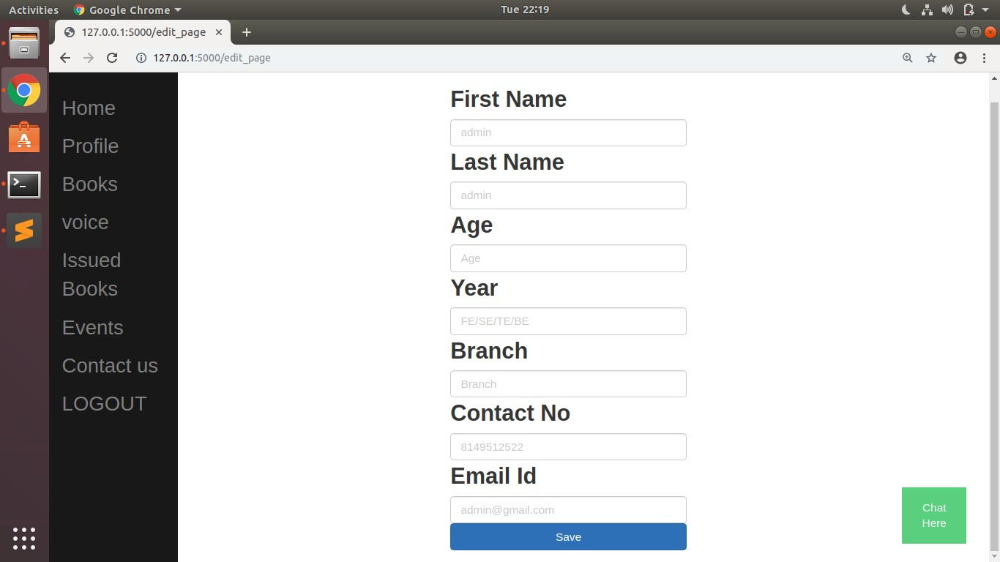 Activities Google Chrome Tue 22:19
127.0.0.1:5000/edit_page
127.0.0.1:5000/edit_page
Home
Profile
Books
voice
Issued
Books
Events
Contact us
LOGOUT
First Name
admin
Last Name
admin
Age
Age
Year
FE/SE/TE/BE
Branch
Branch
Contact No
8149512522
Email Id
admin@gmail.com
Save
Chat
Here